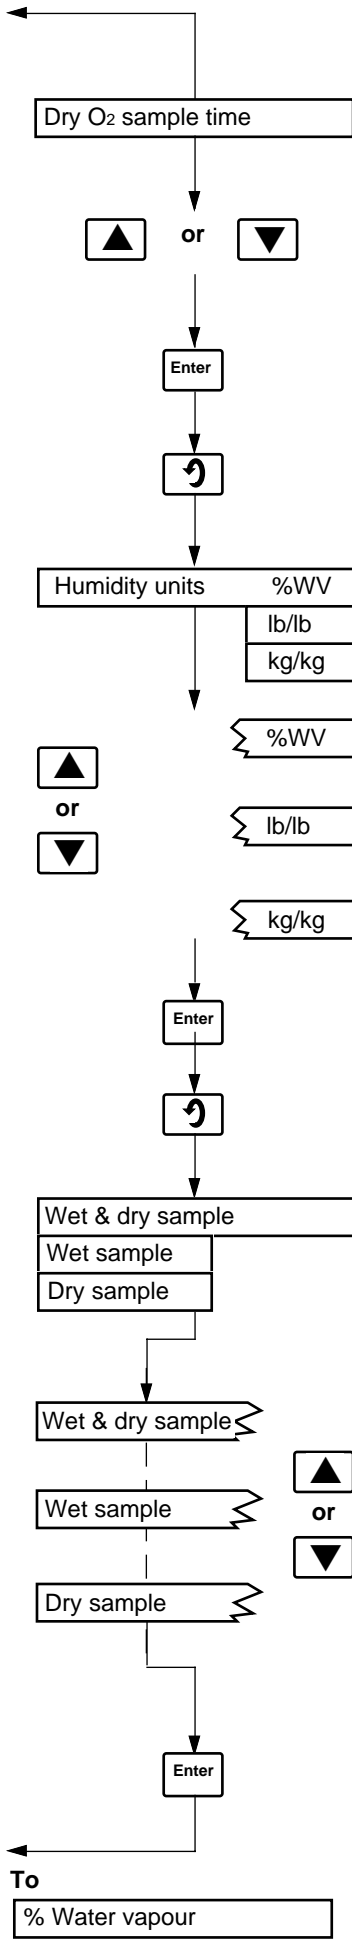 Dry O2 sample time
or
Enter
Humidity units %WV
lb/lb
kg/kg
%WV
or
lb/lb
kg/kg
Enter
Wet & dry sample
Wet sample
Dry sample
Wet & dry sample
Wet sample
or
Dry sample
Enter
To
% Water vapour